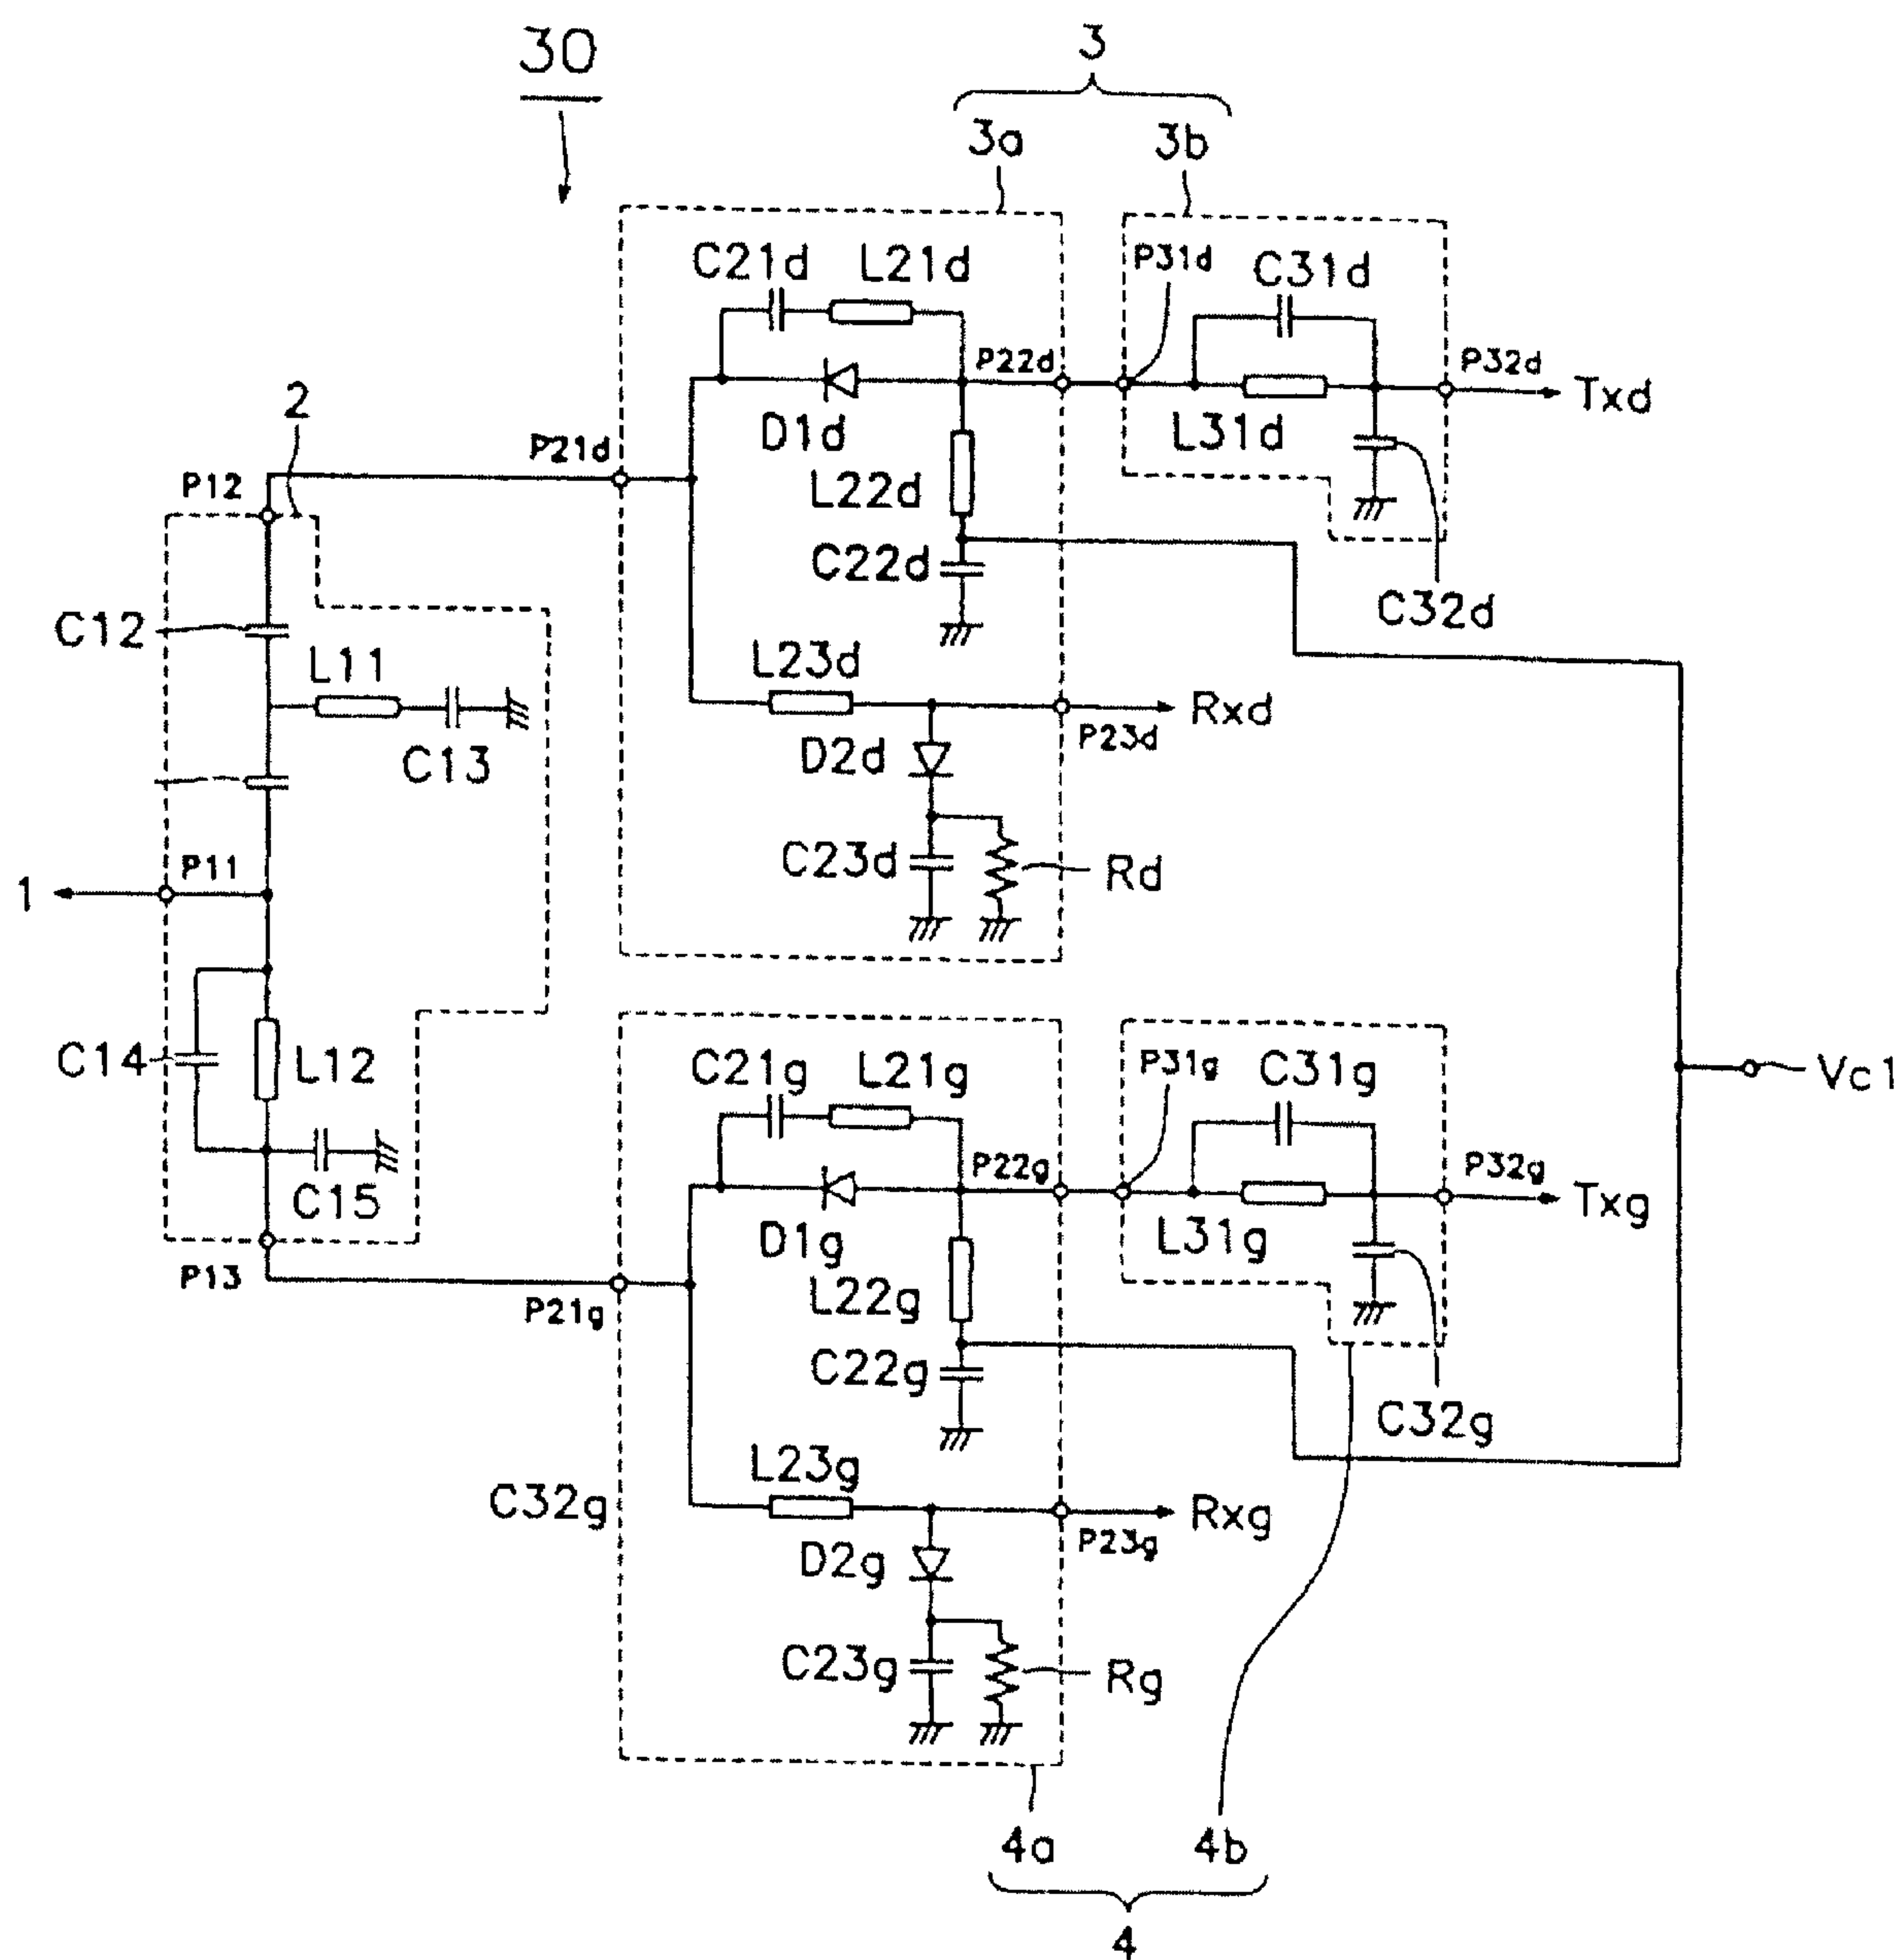 30
3
3a
3b
C21d
L21d
P31d
C31d
P22d
P32d
Txd
D1d
L31d
2
P21d
P12
L22d
C22d
C32d
C12
L11
L23d
Rxd
P23d
D2d
C13
C23d
Rd
P11
1
C14
L12
C21g
L21g
P31g
C31g
Vc1
P22g
P32g
Txg
C15
D1g
L31g
P13
P21g
L22g
C22g
C32g
L23g
C32g
Rxg
P23g
D2g
C23g
Rg
4a
4b
4